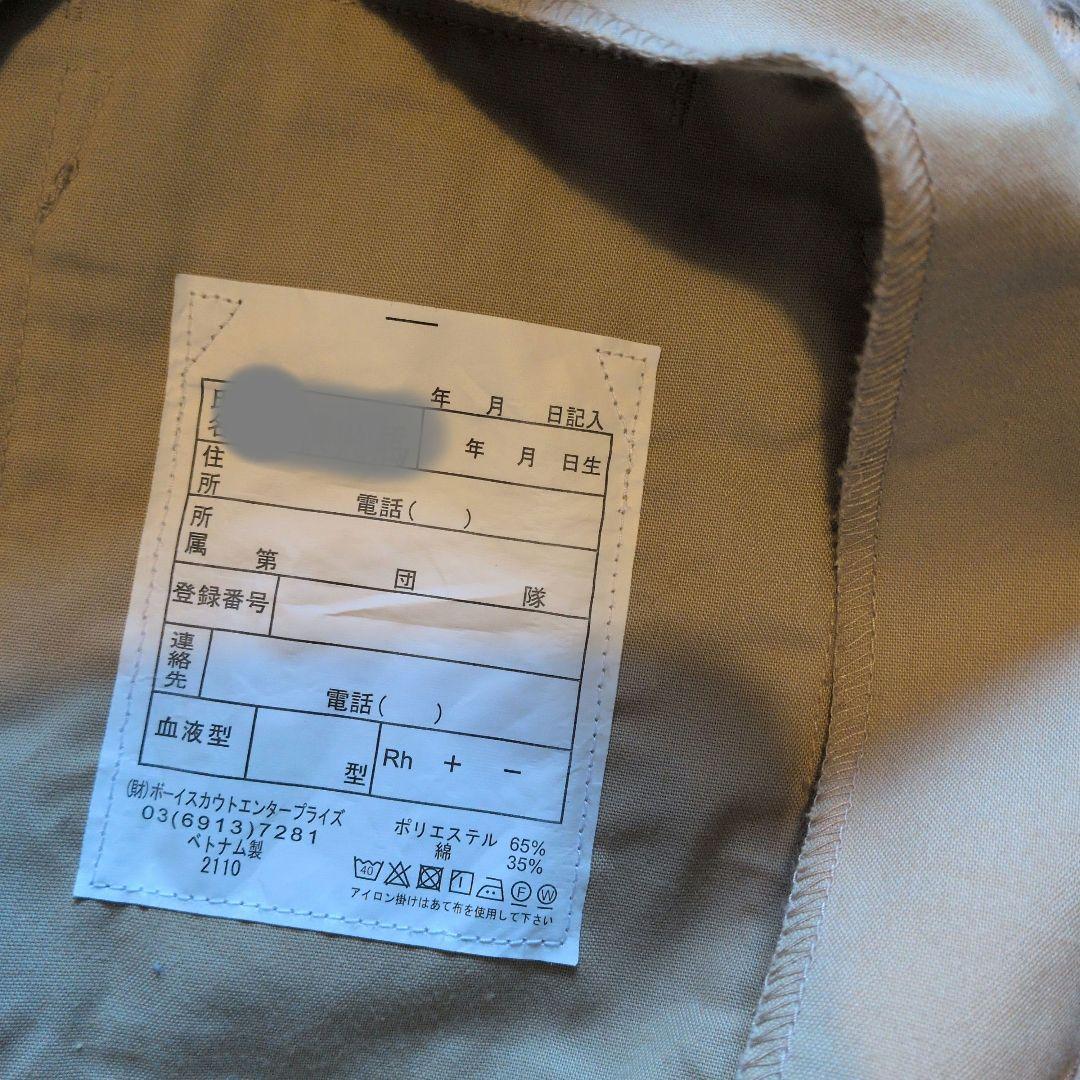 年 月 日記入
氏名 年 月 日生
住所 電話( )
所属 第 団 隊
登録番号
連絡先 電話( )
血液型 型 Rh + −
(財)ボーイスカウトエンタープライズ
03(6913)7281
ベトナム製
2110
ポリエステル 65%
綿 35%
40 F W
アイロン掛けはあて布を使用して下さい